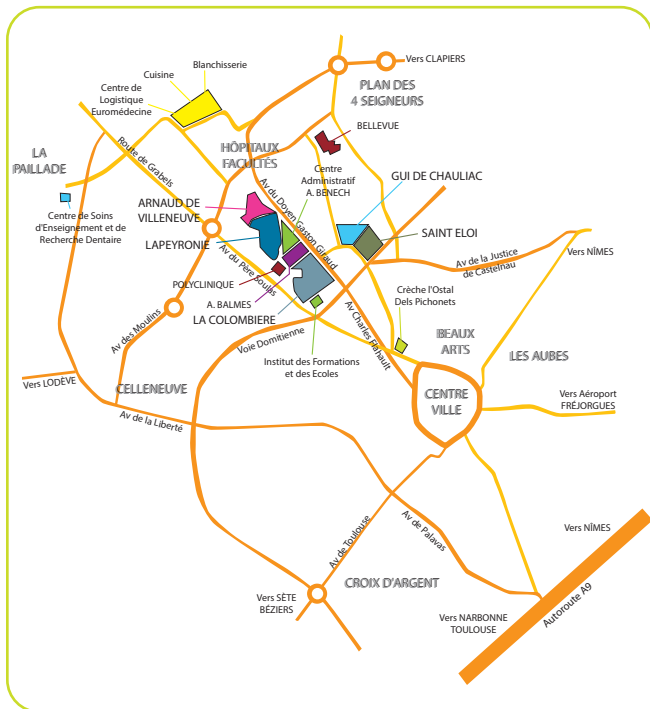 Vers CLAPIERS
Blanchisserie
Cuisine
Centre de
Logistique
Euromédecine
PLAN DES
4 SEIGNEURS
BELLEVUE
LA
PAILLADE
Route de Grabels
HÔPITAUX
FACULTÉS
Centre
Administratif
A. BENECH
GUI DE CHAULIAC
ARNAUD DE
VILLENEUVE
Av du Doyen Gaston Giraud
Centre de Soins
d'Enseignement et de
Recherche Dentaire
SAINT ELOI
LAPEYRONIE
Av du Père Soulas
Av de la Justice
de Castelnau
Vers NÎMES
POLYCLINIQUE
A. BALMES
LA COLOMBIERE
Crèche l'Ostal
Dels Pichonets
Av des Moulins
Voie Domitienne
Av Charles Flahault
BEAUX
ARTS
LES AUBES
Institut des Formations
et des Ecoles
Vers LODÈVE
CELLENEUVE
CENTRE
VILLE
Vers Aéroport
FRÉJORGUES
Av de la Liberté
Av de Toulouse
Av de Palavas
Vers NÎMES
CROIX D'ARGENT
Vers SÈTE
BÉZIERS
Autoroute A9
Vers NARBONNE
TOULOUSE